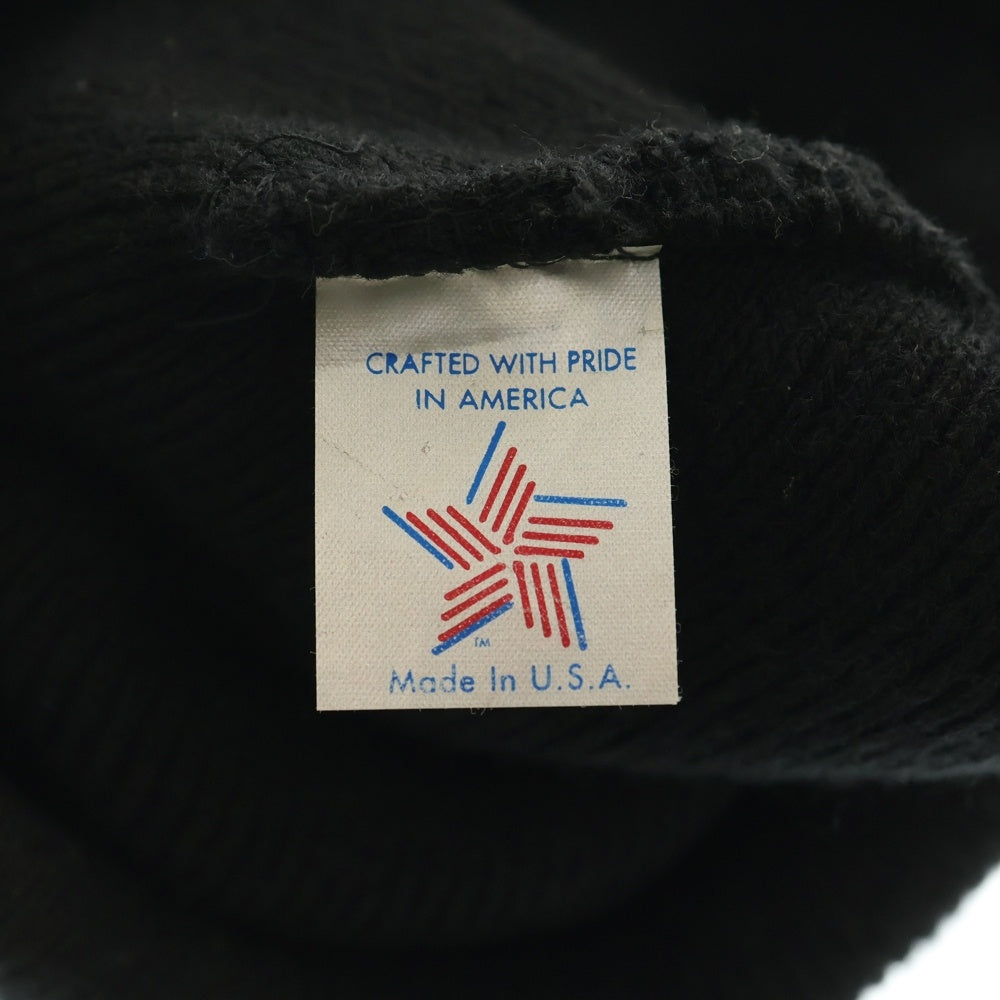 CRAFTED WITH PRIDE
IN AMERICA
TM
Made In U.S.A.